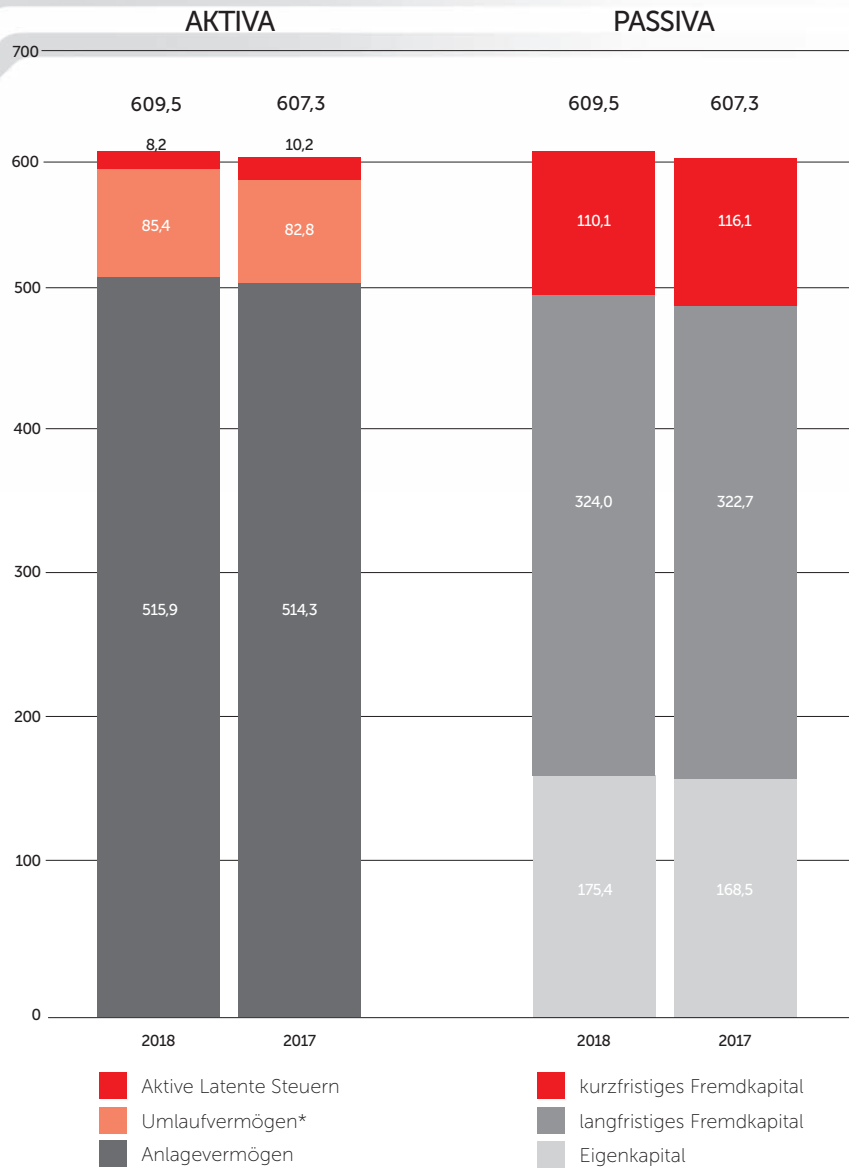 AKTIVA PASSIVA
700
609,5 607,3 609,5 607,3
8,2 10,2
600
85,4 82,8 110,1 116,1
500
400
324,0 322,7
300
515,9 514,3
200
100
175,4 168,5
0
2018 2017 2018 2017
Aktive Latente Steuern kurzfristiges Fremdkapital
Umlaufvermögen* langfristiges Fremdkapital
Anlagevermögen Eigenkapital